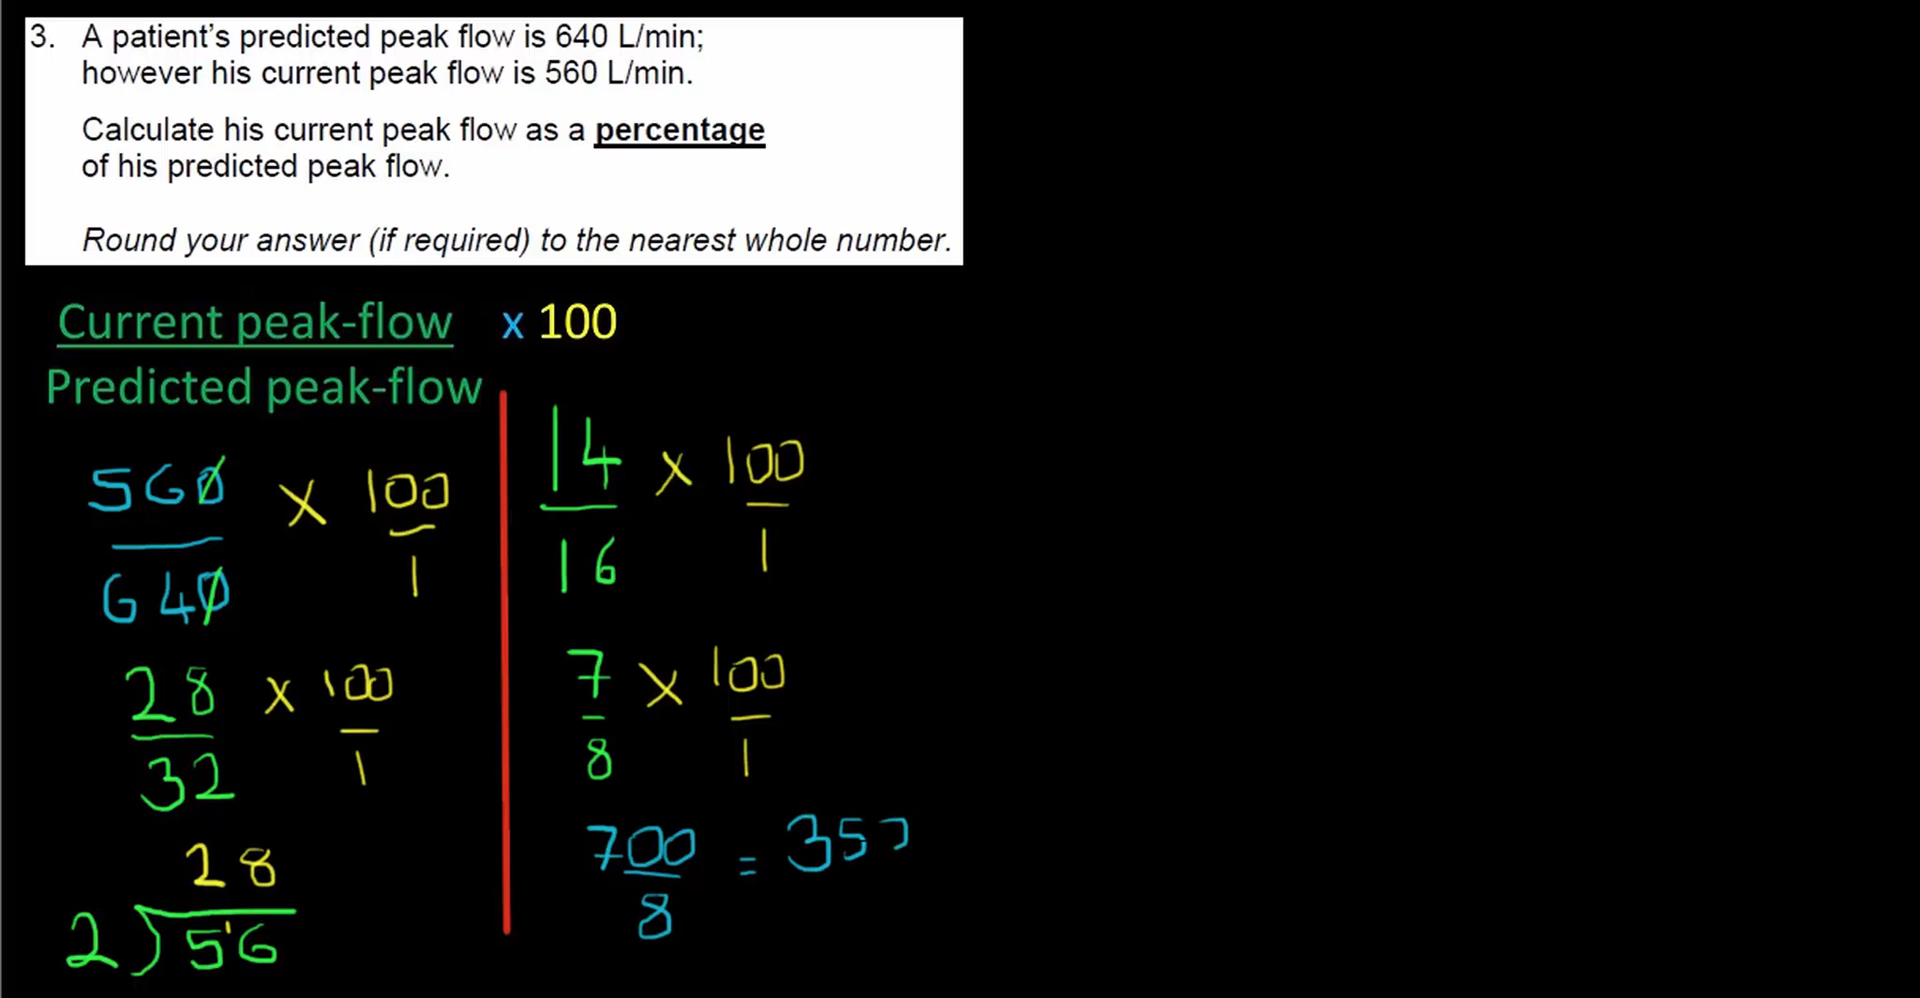 3. A patient's predicted peak flow is 640 L/min;
however his current peak flow is 560 L/min.
Calculate his current peak flow as a percentage
of his predicted peak flow.
Round your answer (if required) to the nearest whole number.
Current peak-flow x 100
Predicted peak-flow
560 x 100
640 1
28 x 100
32 1
28
2 ) 5 1 6
14 x 100
16 1
7 x 100
8 1
700 = 35
8